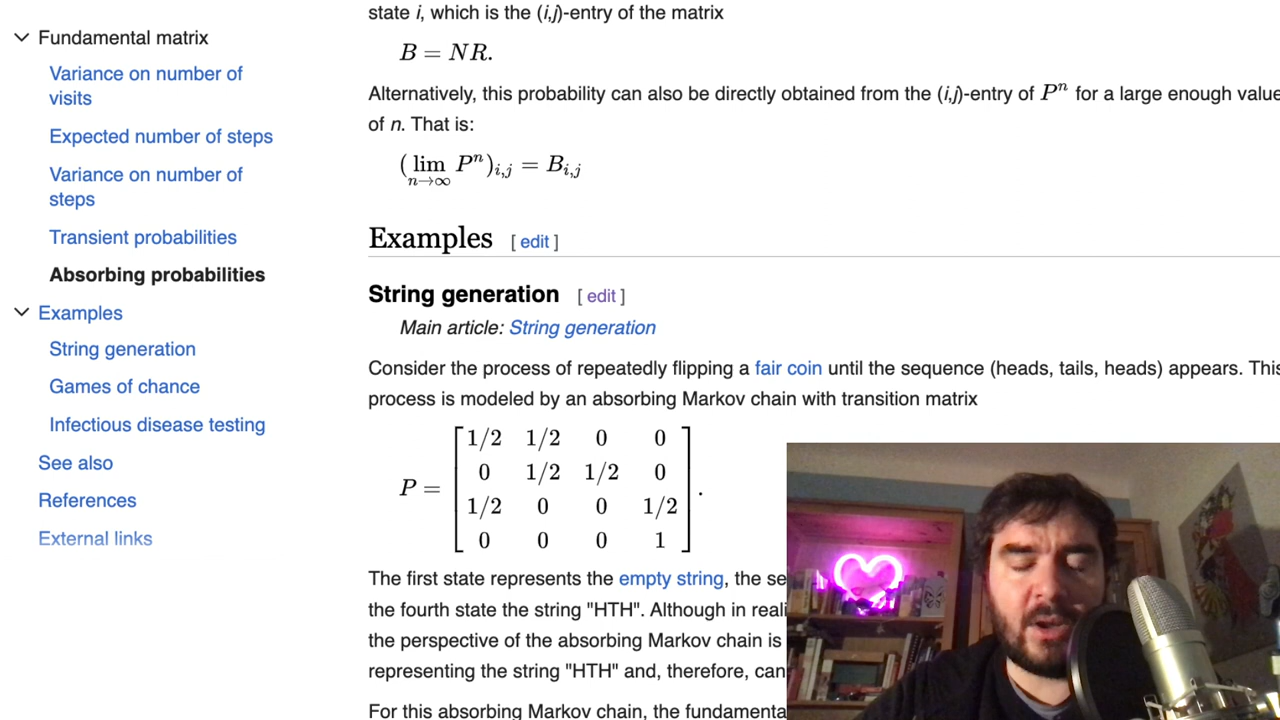 Fundamental matrix
Variance on number of
visits
Expected number of steps
Variance on number of
steps
Transient probabilities
Absorbing probabilities
Examples
String generation
Games of chance
Infectious disease testing
See also
References
External links
state i, which is the (i,j)-entry of the matrix
B = NR.
Alternatively, this probability can also be directly obtained from the (i,j)-entry of Pⁿ for a large enough value
of n. That is:
(lim n→∞ Pⁿ)i,j = Bi,j
Examples [ edit ]
String generation [ edit ]
Main article: String generation
Consider the process of repeatedly flipping a fair coin until the sequence (heads, tails, heads) appears. This
process is modeled by an absorbing Markov chain with transition matrix
P =
1/2 1/2 0 0
0 1/2 1/2 0
1/2 0 0 1/2
0 0 0 1
.
The first state represents the empty string, the se
the fourth state the string "HTH". Although in reali
the perspective of the absorbing Markov chain is
representing the string "HTH" and, therefore, can
For this absorbing Markov chain, the fundamenta